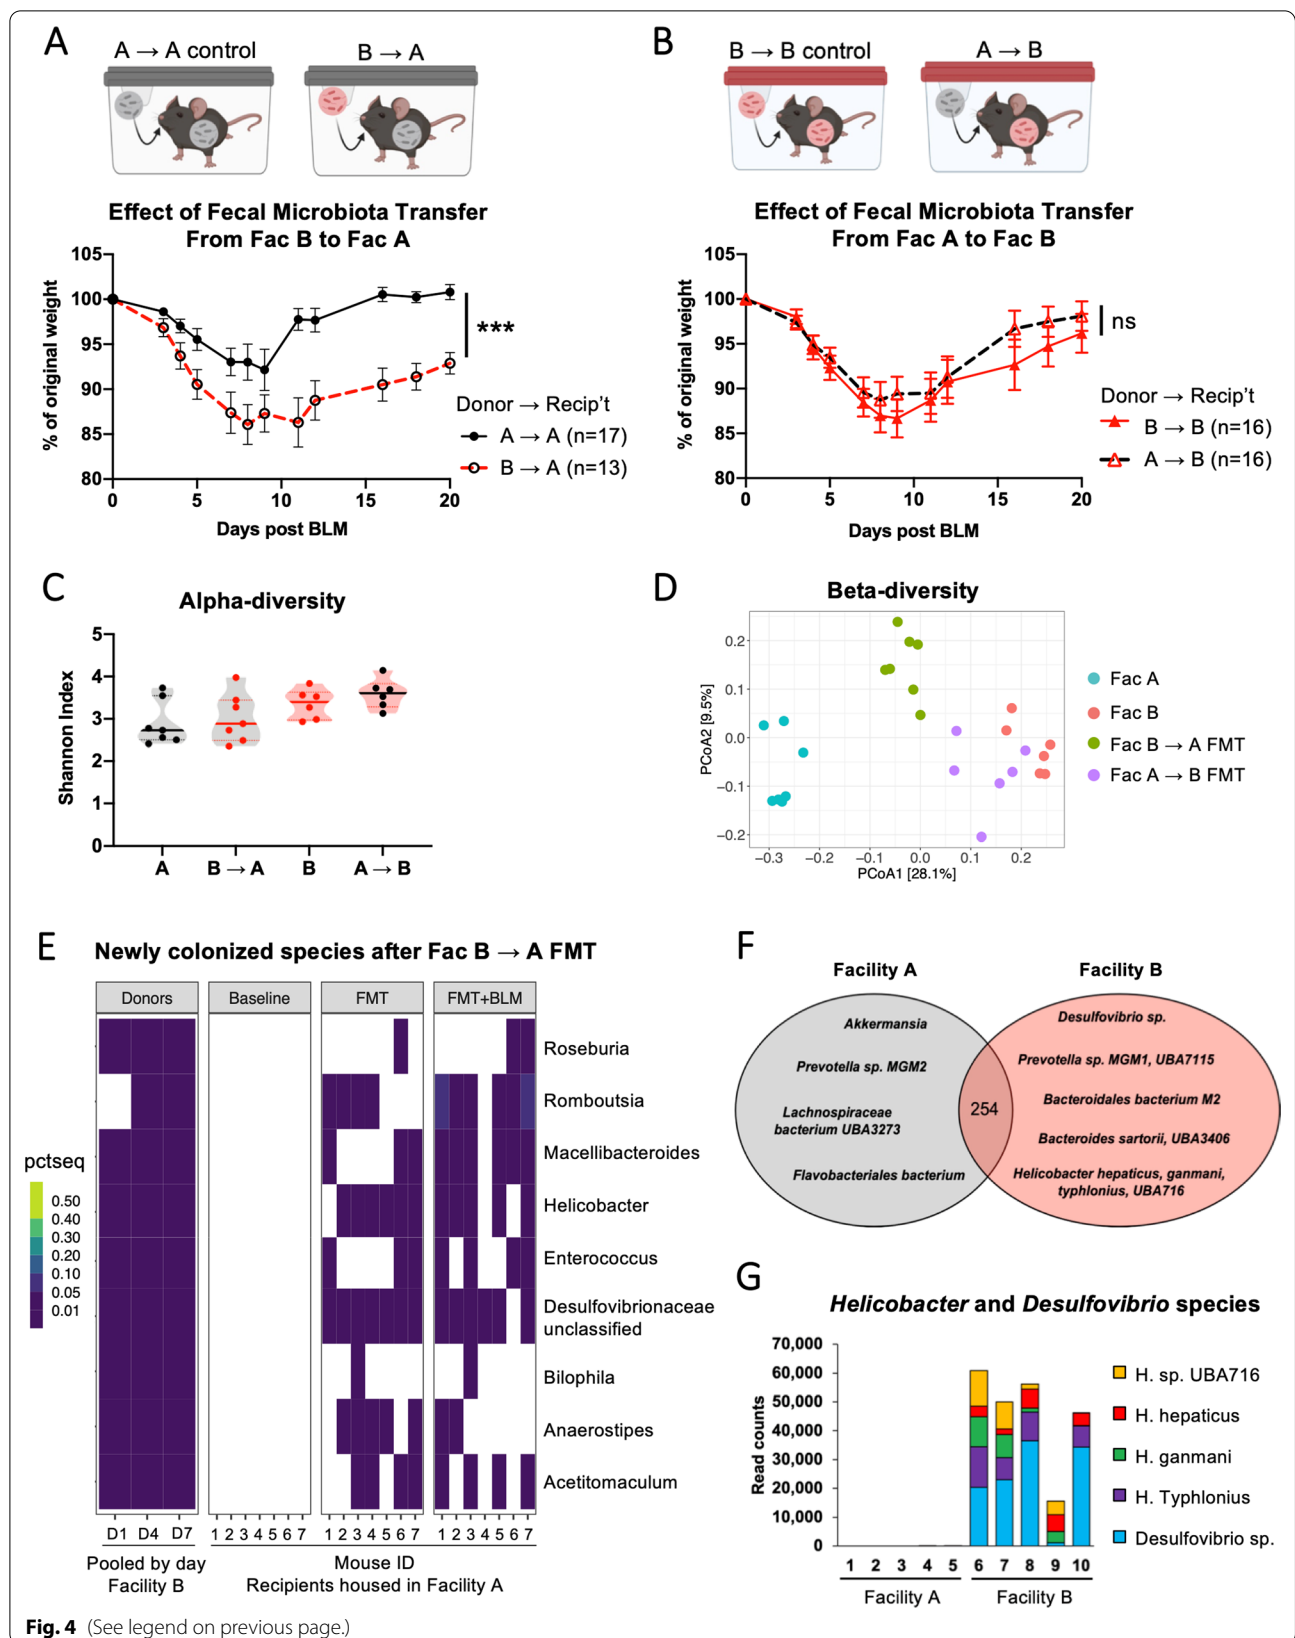 A
A → A control
B → A
Effect of Fecal Microbiota Transfer
From Fac B to Fac A
% of original weight
105
100
95
90
85
80
0
5
10
15
20
Days post BLM
***
Donor → Recip't
A → A (n=17)
B → A (n=13)
B
B → B control
A → B
Effect of Fecal Microbiota Transfer
From Fac A to Fac B
% of original weight
105
100
95
90
85
80
0
5
10
15
20
Days post BLM
ns
Donor → Recip't
B → B (n=16)
A → B (n=16)
C
Alpha-diversity
Shannon Index
5
4
3
2
1
0
A
B → A
B
A → B
D
Beta-diversity
PCoA2 [9.5%]
0.2
0.1
0.0
−0.1
−0.2
−0.3
−0.2
−0.1
0.0
0.1
0.2
PCoA1 [28.1%]
Fac A
Fac B
Fac B → A FMT
Fac A → B FMT
E
Newly colonized species after Fac B → A FMT
Donors
Baseline
FMT
FMT+BLM
Roseburia
Romboutsia
Macellibacteroides
Helicobacter
Enterococcus
Desulfovibrionaceae
unclassified
Bilophila
Anaerostipes
Acetitomaculum
pctseq
0.50
0.40
0.30
0.20
0.10
0.05
0.01
D1 D4 D7
1 2 3 4 5 6 7
1 2 3 4 5 6 7
1 2 3 4 5 6 7
Pooled by day
Facility B
Mouse ID
Recipients housed in Facility A
F
Facility A
Facility B
Akkermansia
Prevotella sp. MGM2
Lachnospiraceae
bacterium UBA3273
Flavobacteriales bacterium
254
Desulfovibrio sp.
Prevotella sp. MGM1, UBA7115
Bacteroidales bacterium M2
Bacteroides sartorii, UBA3406
Helicobacter hepaticus, ganmani,
typhlonius, UBA716
G
Helicobacter and Desulfovibrio species
Read counts
70,000
60,000
50,000
40,000
30,000
20,000
10,000
0
1 2 3 4 5 6 7 8 9 10
Facility A
Facility B
H. sp. UBA716
H. hepaticus
H. ganmani
H. Typhlonius
Desulfovibrio sp.
Fig. 4 (See legend on previous page.)